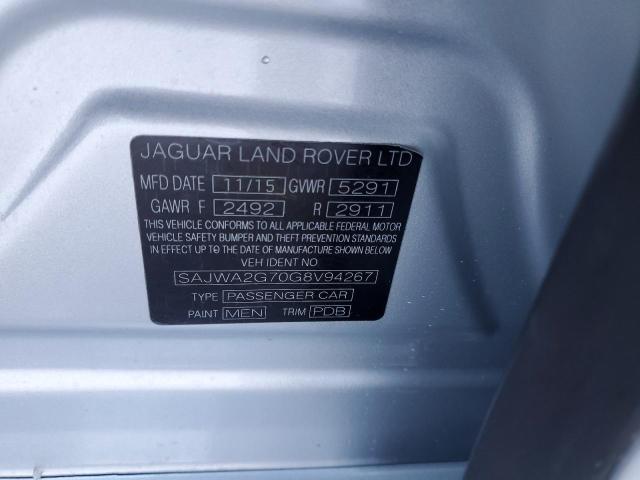 JAGUAR LAND ROVER LTD
MFD DATE 11/15 GVWR 5291
GAWR F 2492 R 2911
THIS VEHICLE CONFORMS TO ALL APPLICABLE FEDERAL MOTOR
VEHICLE SAFETY BUMPER AND THEFT PREVENTION STANDARDS
IN EFFECT UP TO DATE OF MANUFACTURE SHOWN ABOVE
VEH IDENT NO
SAJWA2G70G8V94267
TYPE PASSENGER CAR
PAINT MEN TRIM PDB